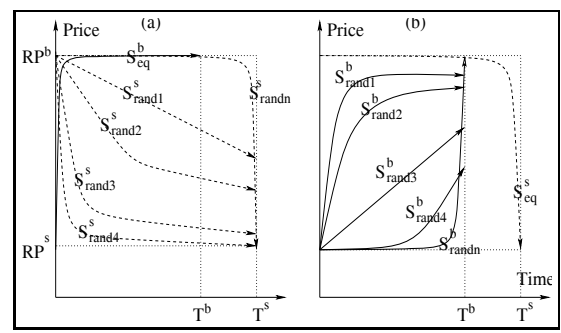 (a)
(b)
Price
Price
RP^b
S^b_eq
S^s_rand1
S^s_randn
S^s_rand2
S^s_rand3
S^s_rand4
RP^s
T^b
T^s
S^b_rand1
S^b_rand2
S^b_rand3
S^b_rand4
S^b_randn
S^s_eq
Time
T^b
T^s